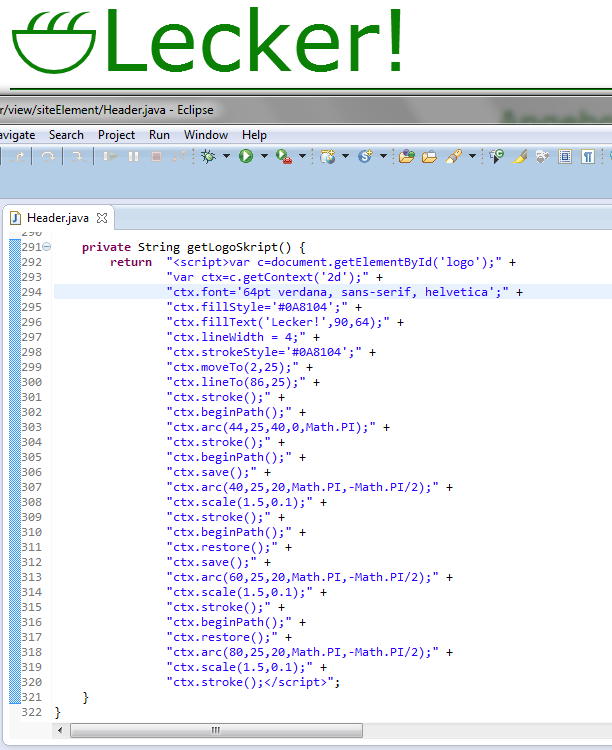 Lecker!
r/view/siteElement/Header.java - Eclipse
avigate Search Project Run Window Help
Header.java
290
291 private String getLogoSkript() {
292 return "<script>var c=document.getElementById('logo');" +
293 "var ctx=c.getContext('2d');" +
294 "ctx.font='64pt verdana, sans-serif, helvetica';" +
295 "ctx.fillStyle='#0A8104';" +
296 "ctx.fillText('Lecker!',90,64);" +
297 "ctx.lineWidth = 4;" +
298 "ctx.strokeStyle='#0A8104';" +
299 "ctx.moveTo(2,25);" +
300 "ctx.lineTo(86,25);" +
301 "ctx.stroke();" +
302 "ctx.beginPath();" +
303 "ctx.arc(44,25,40,0,Math.PI);" +
304 "ctx.stroke();" +
305 "ctx.beginPath();" +
306 "ctx.save();" +
307 "ctx.arc(40,25,20,Math.PI,-Math.PI/2);" +
308 "ctx.scale(1.5,0.1);" +
309 "ctx.stroke();" +
310 "ctx.beginPath();" +
311 "ctx.restore();" +
312 "ctx.save();" +
313 "ctx.arc(60,25,20,Math.PI,-Math.PI/2);" +
314 "ctx.scale(1.5,0.1);" +
315 "ctx.stroke();" +
316 "ctx.beginPath();" +
317 "ctx.restore();" +
318 "ctx.arc(80,25,20,Math.PI,-Math.PI/2);" +
319 "ctx.scale(1.5,0.1);" +
320 "ctx.stroke();</script>";
321 }
322 }